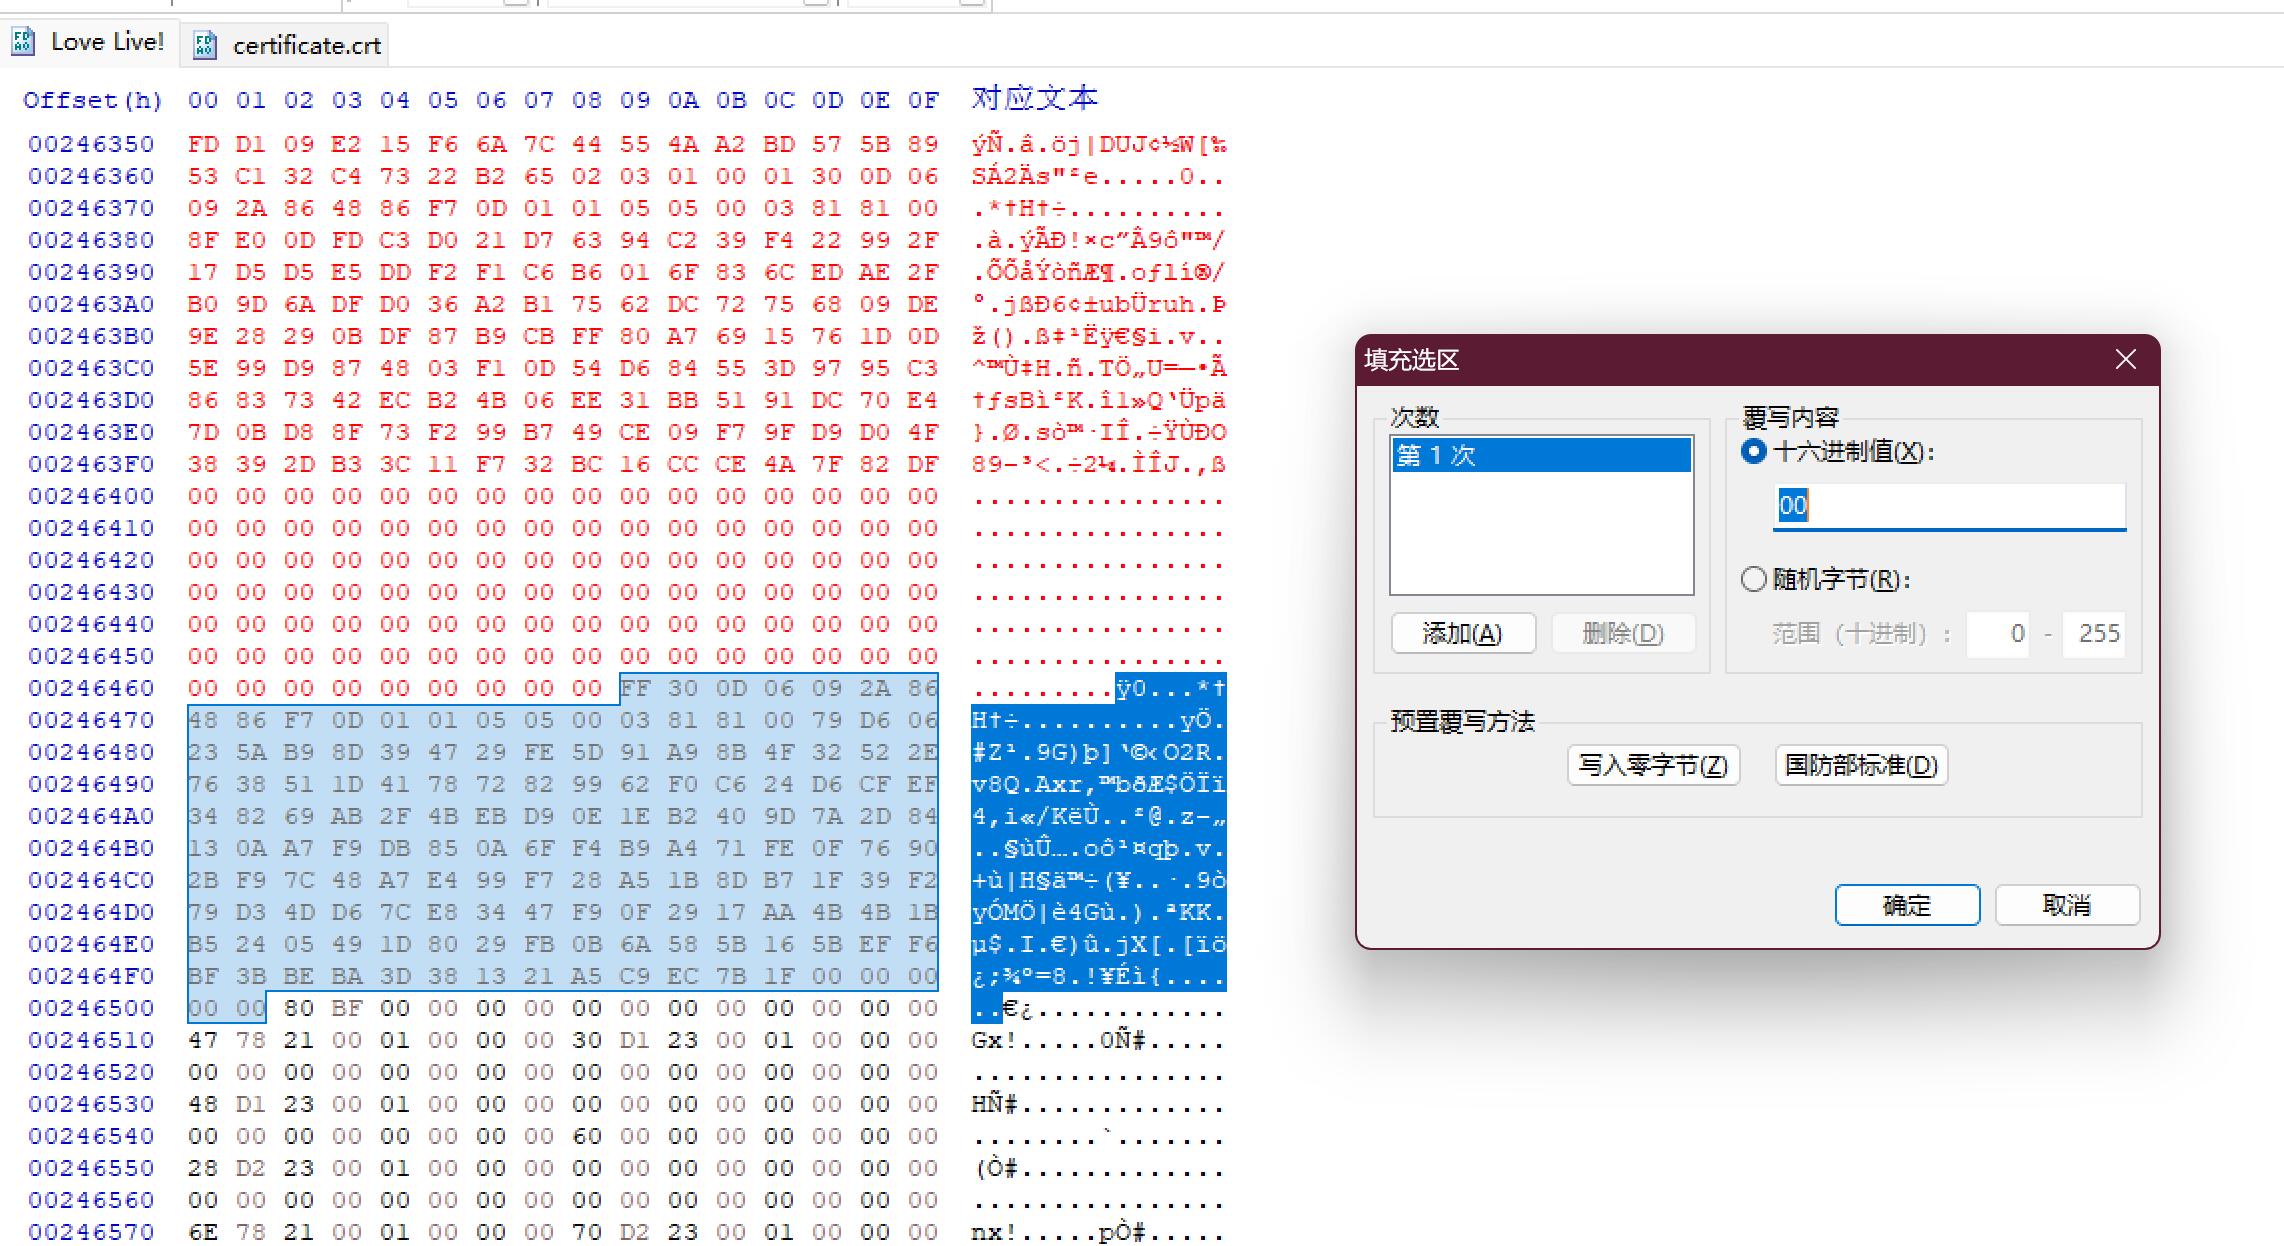 Love Live!
certificate.crt
Offset(h) 00 01 02 03 04 05 06 07 08 09 0A 0B 0C 0D 0E 0F 对应文本
00246350 FD D1 09 E2 15 F6 6A 7C 44 55 4A A2 BD 57 5B 89 ýÑ.â.öj|DUJ¢½W[‰
00246360 53 C1 32 C4 73 22 B2 65 02 03 01 00 01 30 0D 06 SÁ2Äs"²e.....0..
00246370 09 2A 86 48 86 F7 0D 01 01 05 05 00 03 81 81 00 .*†H†÷..........
00246380 8F E0 0D FD C3 D0 21 D7 63 94 C2 39 F4 22 99 2F .à.ýÃÐ!×c”Â9ô"™/
00246390 17 D5 D5 E5 DD F2 F1 C6 B6 01 6F 83 6C ED AE 2F .ÕÕåÝòñÆ¶.oƒlí®/
002463A0 B0 9D 6A DF D0 36 A2 B1 75 62 DC 72 75 68 09 DE °.jßÐ6¢±ubÜruh.Þ
002463B0 9E 28 29 0B DF 87 B9 CB FF 80 A7 69 15 76 1D 0D ž().ß‡¹Ëÿ€§i.v..
002463C0 5E 99 D9 87 48 03 F1 0D 54 D6 84 55 3D 97 95 C3 ^™Ù‡H.ñ.TÖ„U=—•Ã
002463D0 86 83 73 42 EC B2 4B 06 EE 31 BB 51 91 DC 70 E4 †ƒsBì²K.î1»Q‘Üpä
002463E0 7D 0B D8 8F 73 F2 99 B7 49 CE 09 F7 9F D9 D0 4F }.Ø.sò™·IÎ.÷ŸÙÐO
002463F0 38 39 2D B3 3C 11 F7 32 BC 16 CC CE 4A 7F 82 DF 89-³<.÷2¼.ÌÎJ.‚ß
00246400 00 00 00 00 00 00 00 00 00 00 00 00 00 00 00 00 ................
00246410 00 00 00 00 00 00 00 00 00 00 00 00 00 00 00 00 ................
00246420 00 00 00 00 00 00 00 00 00 00 00 00 00 00 00 00 ................
00246430 00 00 00 00 00 00 00 00 00 00 00 00 00 00 00 00 ................
00246440 00 00 00 00 00 00 00 00 00 00 00 00 00 00 00 00 ................
00246450 00 00 00 00 00 00 00 00 00 00 00 00 00 00 00 00 ................
00246460 00 00 00 00 00 00 00 00 00 FF 30 0D 06 09 2A 86 .........ÿ0...*†
00246470 48 86 F7 0D 01 01 05 05 00 03 81 81 00 79 D6 06 H†÷..........yÖ.
00246480 23 5A B9 8D 39 47 29 FE 5D 91 A9 8B 4F 32 52 2E #Z¹.9G)þ]‘©‹O2R.
00246490 76 38 51 1D 41 78 72 82 99 62 F0 C6 24 D6 CF EF v8Q.Axr‚™bðÆ$ÖÏï
002464A0 34 82 69 AB 2F 4B EB D9 0E 1E B2 40 9D 7A 2D 84 4‚i«/KëÙ..²@.z-„
002464B0 13 0A A7 F9 DB 85 0A 6F F4 B9 A4 71 FE 0F 76 90 ..§ùÛ….oô¹¤qþ.v.
002464C0 2B F9 7C 48 A7 E4 99 F7 28 A5 1B 8D B7 1F 39 F2 +ù|H§ä™÷(¥..·.9ò
002464D0 79 D3 4D D6 7C E8 34 47 F9 0F 29 17 AA 4B 4B 1B yÓMÖ|è4Gù.).ªKK.
002464E0 B5 24 05 49 1D 80 29 FB 0B 6A 58 5B 16 5B EF F6 µ$.I.€)û.jX[.[ïö
002464F0 BF 3B BE BA 3D 38 13 21 A5 C9 EC 7B 1F 00 00 00 ¿;¾º=8.!¥Éì{....
00246500 00 00 80 BF 00 00 00 00 00 00 00 00 00 00 00 00 ..€¿............
00246510 47 78 21 00 01 00 00 00 30 D1 23 00 01 00 00 00 Gx!.....0Ñ#.....
00246520 00 00 00 00 00 00 00 00 00 00 00 00 00 00 00 00 ................
00246530 48 D1 23 00 01 00 00 00 00 00 00 00 00 00 00 00 HÑ#.............
00246540 00 00 00 00 00 00 00 00 60 00 00 00 00 00 00 00 ........`.......
00246550 28 D2 23 00 01 00 00 00 00 00 00 00 00 00 00 00 (Ò#.............
00246560 00 00 00 00 00 00 00 00 00 00 00 00 00 00 00 00 ................
00246570 6E 78 21 00 01 00 00 00 70 D2 23 00 01 00 00 00 nx!.....pÒ#.....
填充选区
次数
第 1 次
添加(A)
删除(D)
覆写内容
十六进制值(X):
00
随机字节(R):
范围（十进制）: 0 - 255
预置覆写方法
写入零字节(Z)
国防部标准(D)
确定
取消